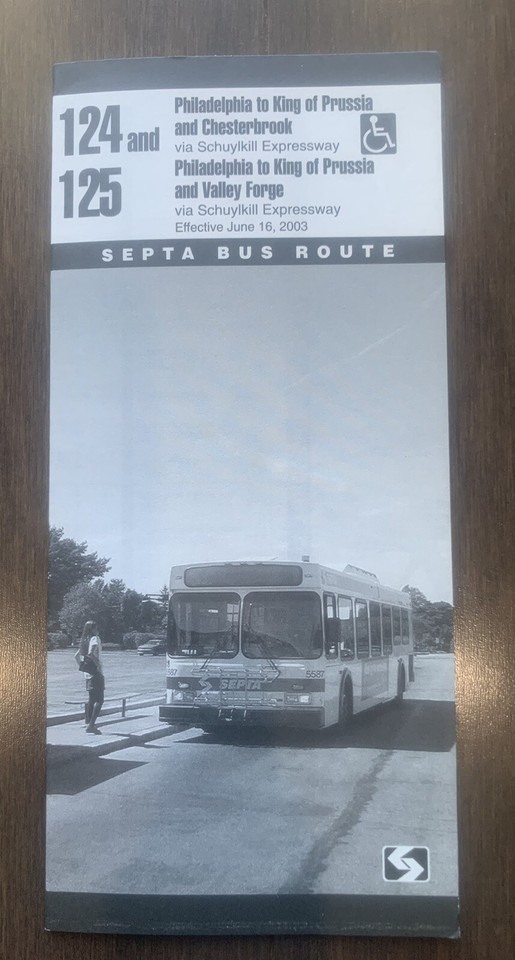 124 and
125
Philadelphia to King of Prussia
and Chesterbrook
via Schuylkill Expressway
Philadelphia to King of Prussia
and Valley Forge
via Schuylkill Expressway
Effective June 16, 2003
SEPTA BUS ROUTE
5587
SEPTA